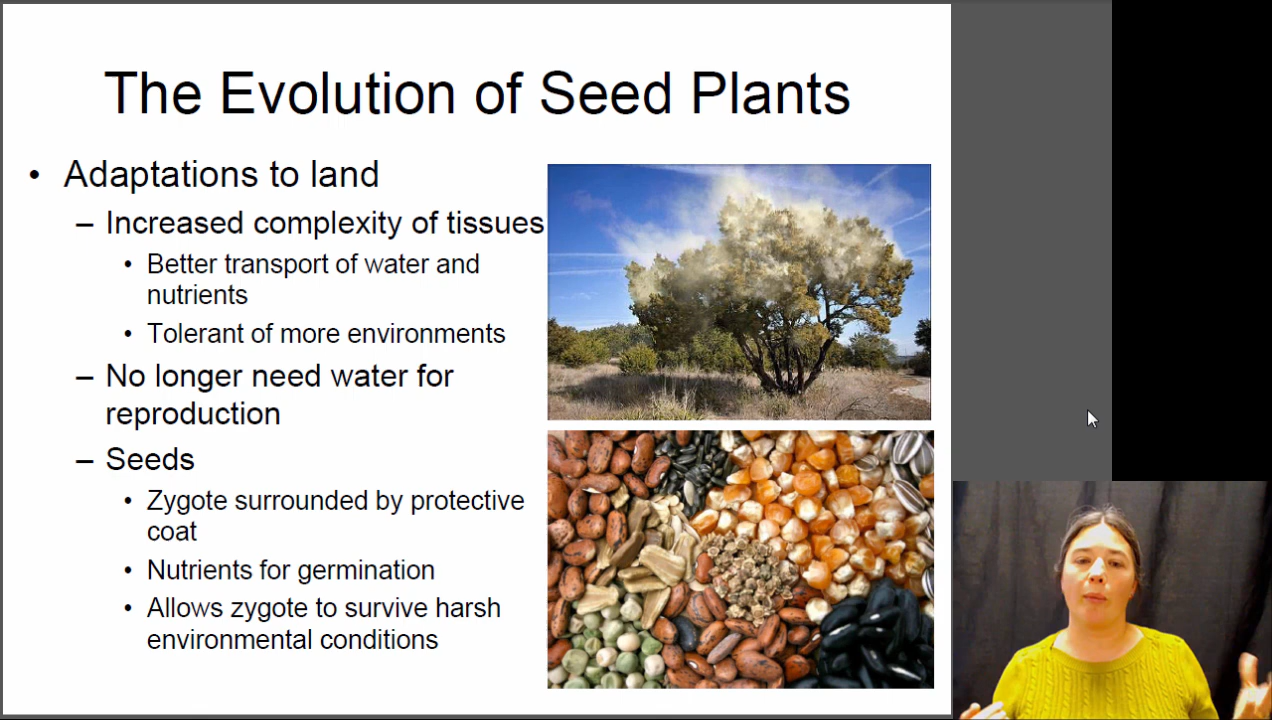 The Evolution of Seed Plants
• Adaptations to land
– Increased complexity of tissues
• Better transport of water and
nutrients
• Tolerant of more environments
– No longer need water for
reproduction
– Seeds
• Zygote surrounded by protective
coat
• Nutrients for germination
• Allows zygote to survive harsh
environmental conditions